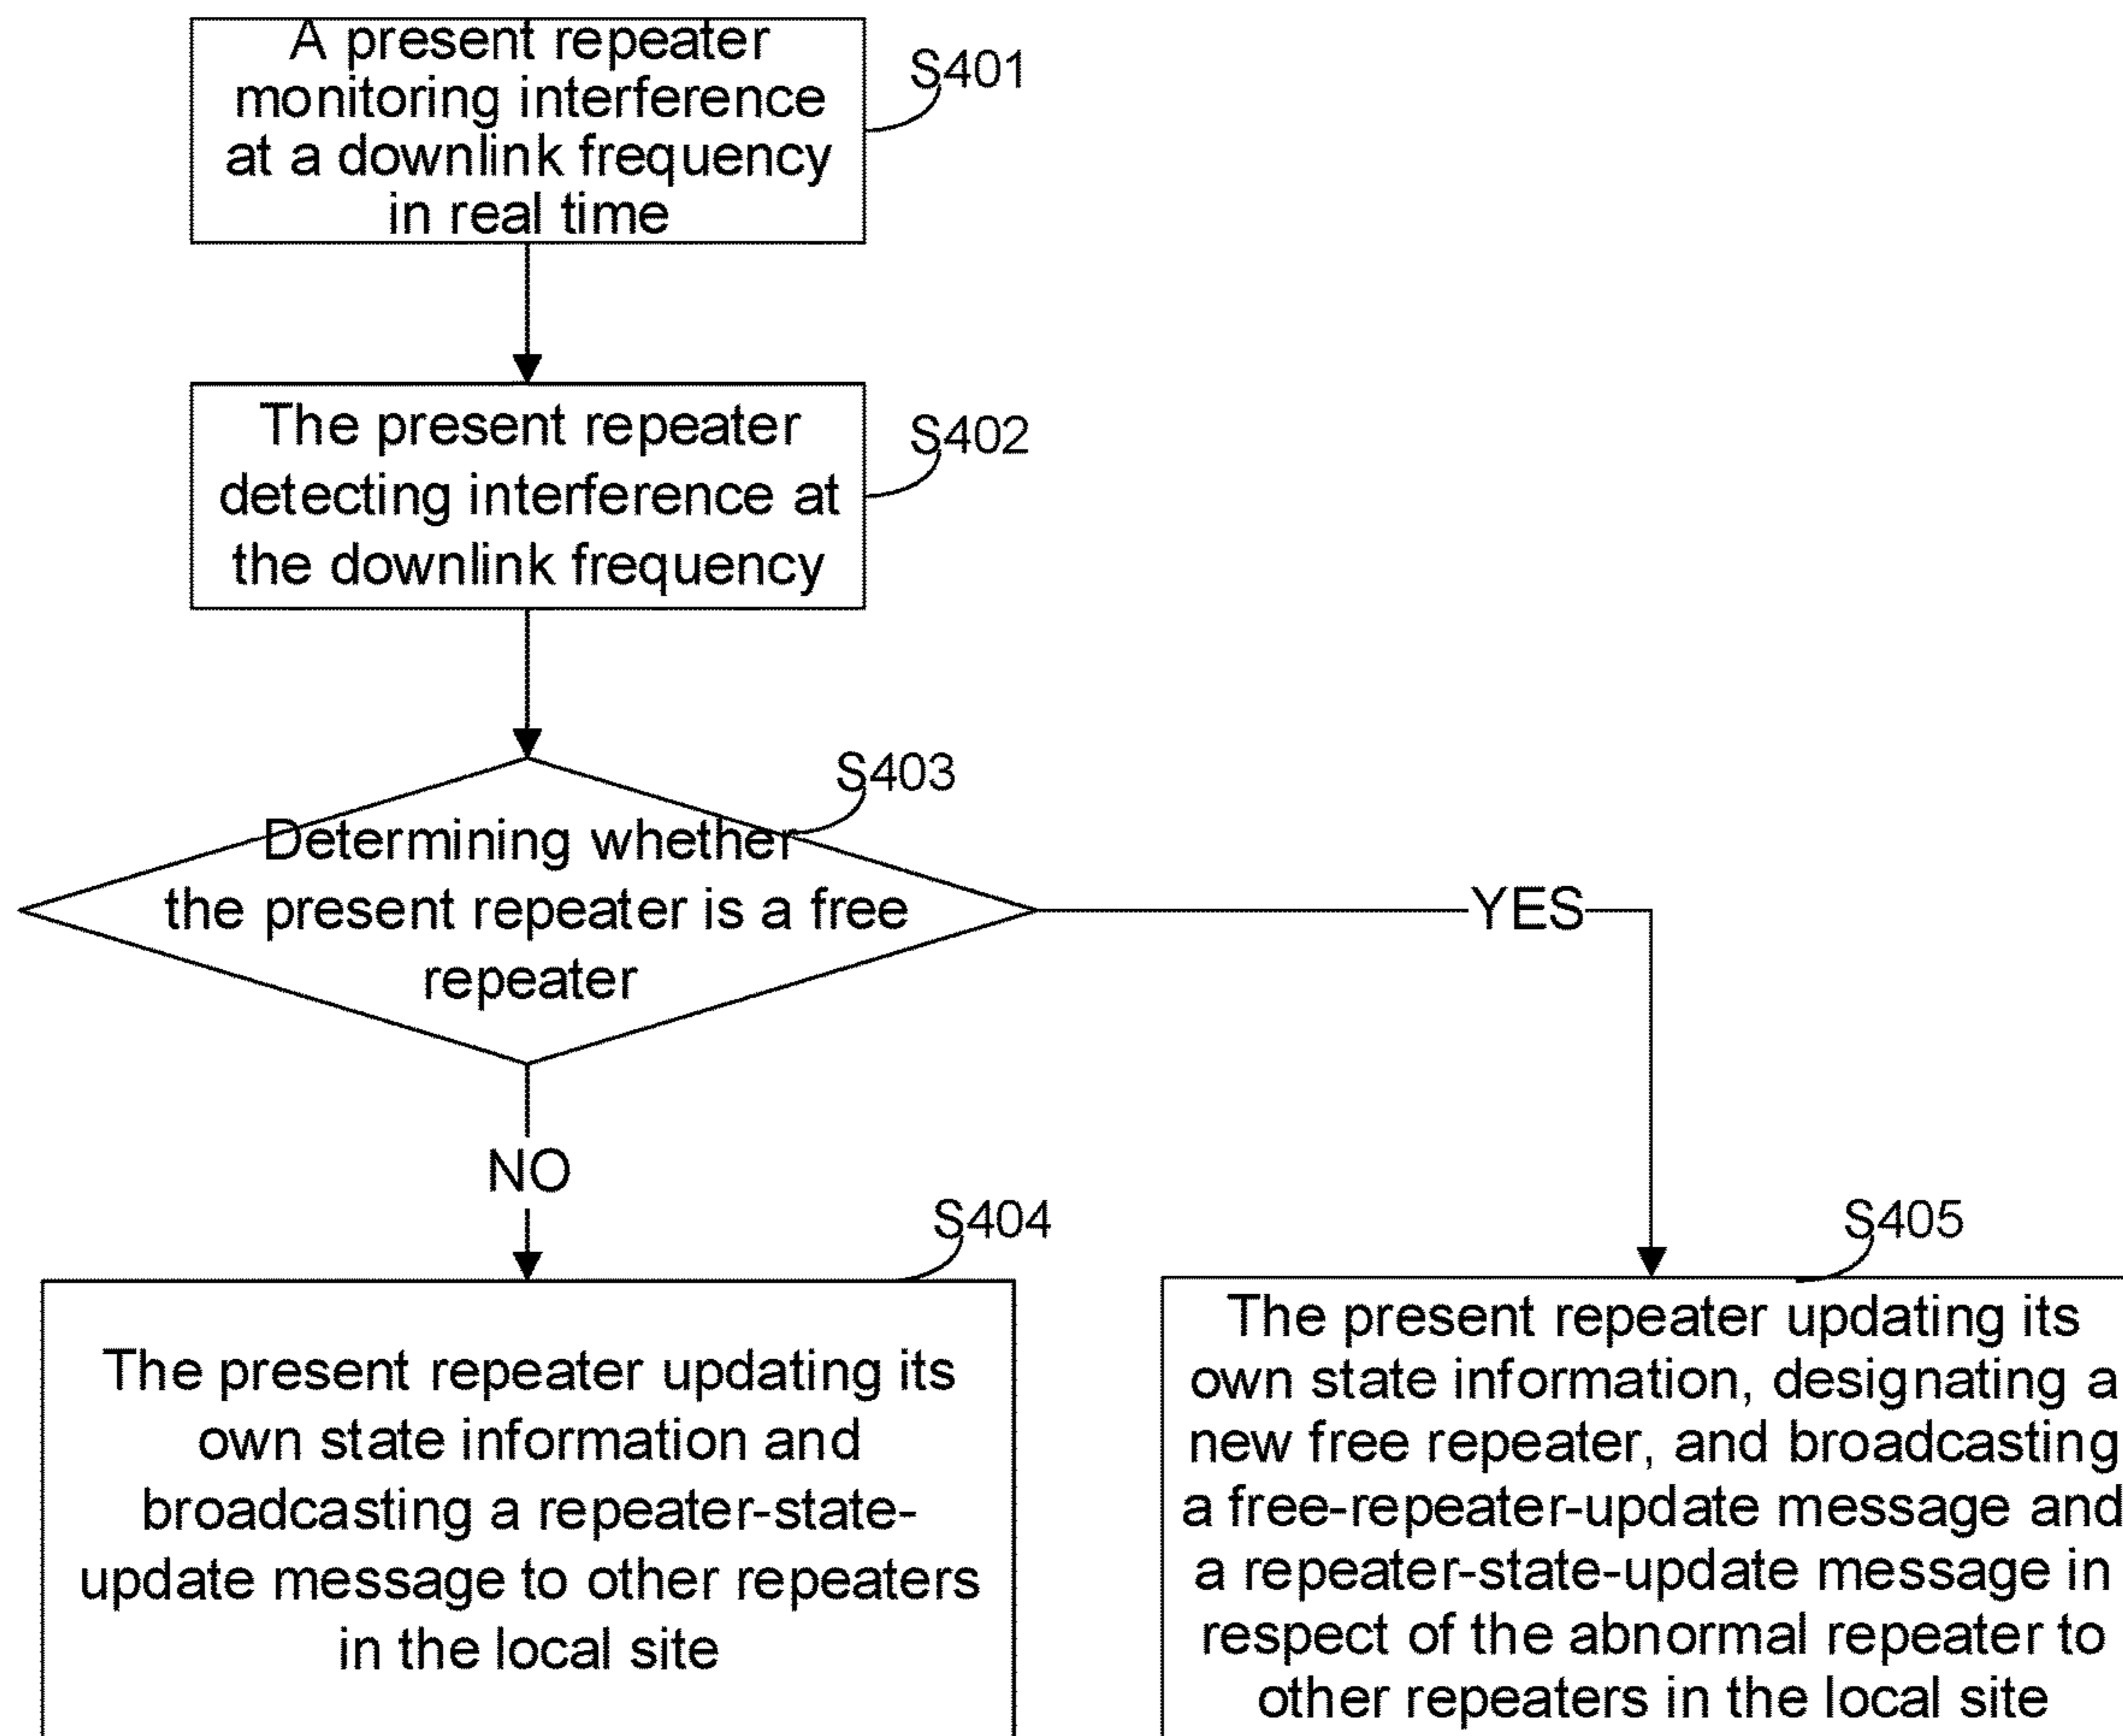 A present repeater
monitoring interference
at a downlink frequency
in real time
S401
The present repeater
detecting interference at
the downlink frequency
S402
S403
Determining whether
the present repeater is a free
repeater
YES
NO
S404
The present repeater updating its
own state information and
broadcasting a repeater-state-
update message to other repeaters
in the local site
S405
The present repeater updating its
own state information, designating a
new free repeater, and broadcasting
a free-repeater-update message and
a repeater-state-update message in
respect of the abnormal repeater to
other repeaters in the local site